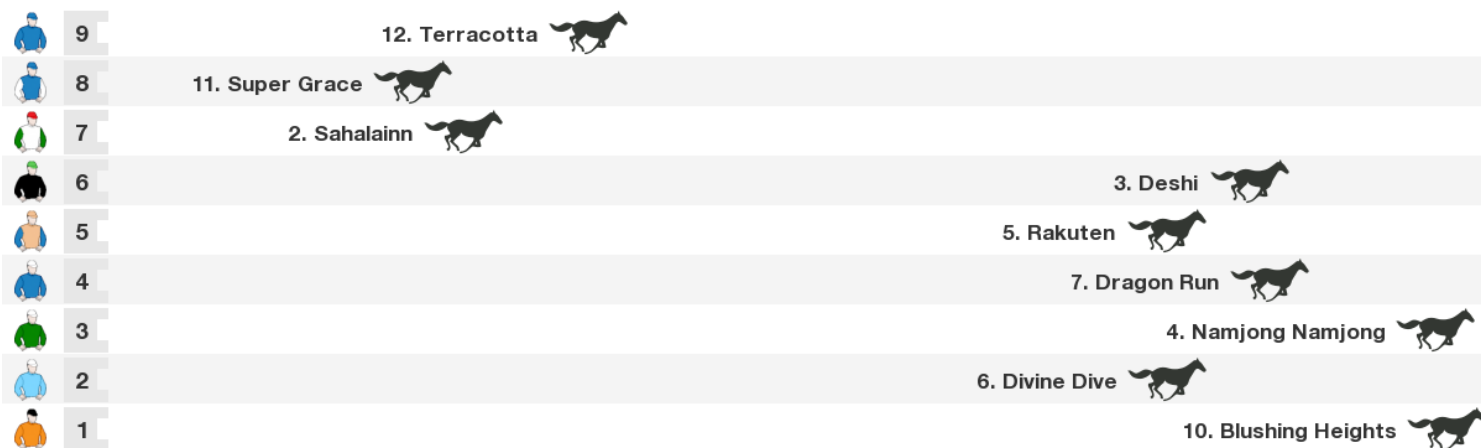 9 12. Terracotta
8 11. Super Grace
7 2. Sahalainn
6 3. Deshi
5 5. Rakuten
4 7. Dragon Run
3 4. Namjong Namjong
2 6. Divine Dive
1 10. Blushing Heights